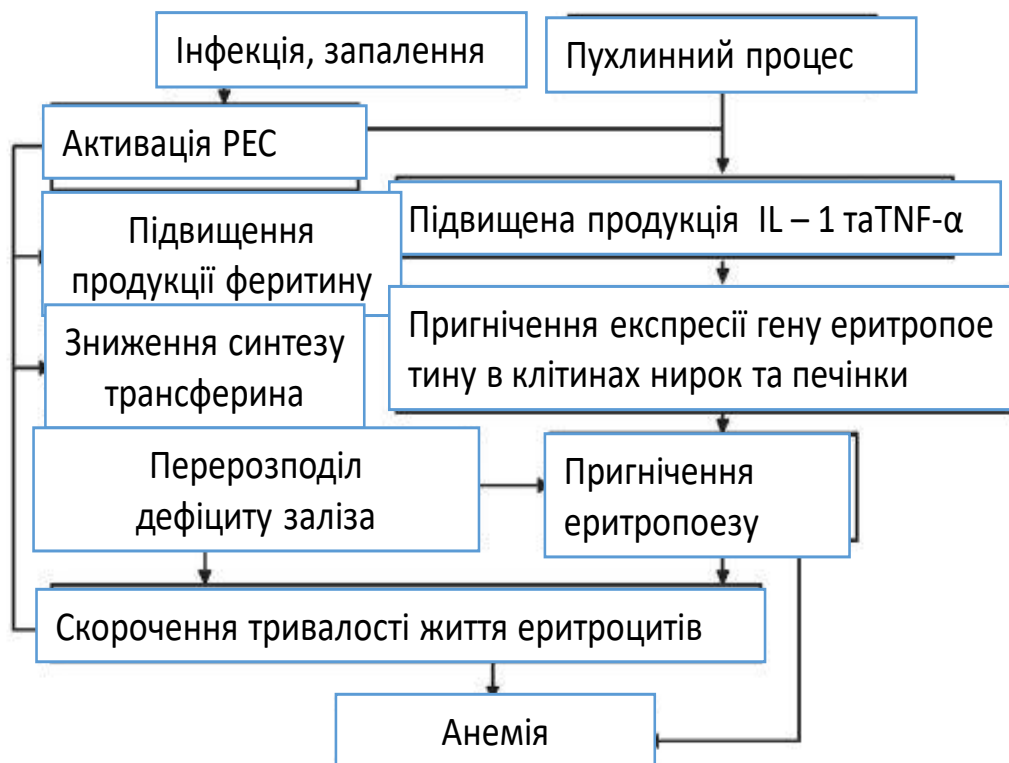 Інфекція, запалення
Пухлинний процес
Активація РЕС
Підвищення
продукції феритину
Підвищена продукція IL – 1 таTNF-α
Зниження синтезу
трансферина
Пригнічення експресії гену еритропое
тину в клітинах нирок та печінки
Перерозподіл
дефіциту заліза
Пригнічення
еритропоезу
Скорочення тривалості життя еритроцитів
Анемія